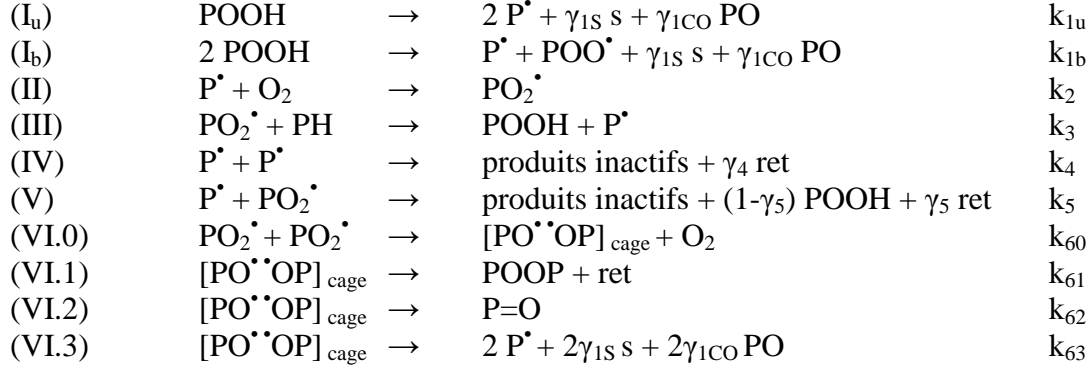 (Iᵤ) POOH → 2 P• + γ₁S s + γ₁CO PO k₁ᵤ
(I_b) 2 POOH → P• + POO• + γ₁S s + γ₁CO PO k₁b
(II) P• + O₂ → PO₂• k₂
(III) PO₂• + PH → POOH + P• k₃
(IV) P• + P• → produits inactifs + γ₄ ret k₄
(V) P• + PO₂• → produits inactifs + (1-γ₅) POOH + γ₅ ret k₅
(VI.0) PO₂• + PO₂• → [PO••OP] cage + O₂ k₆₀
(VI.1) [PO••OP] cage → POOP + ret k₆₁
(VI.2) [PO••OP] cage → P=O k₆₂
(VI.3) [PO••OP] cage → 2 P• + 2γ₁S s + 2γ₁CO PO k₆₃